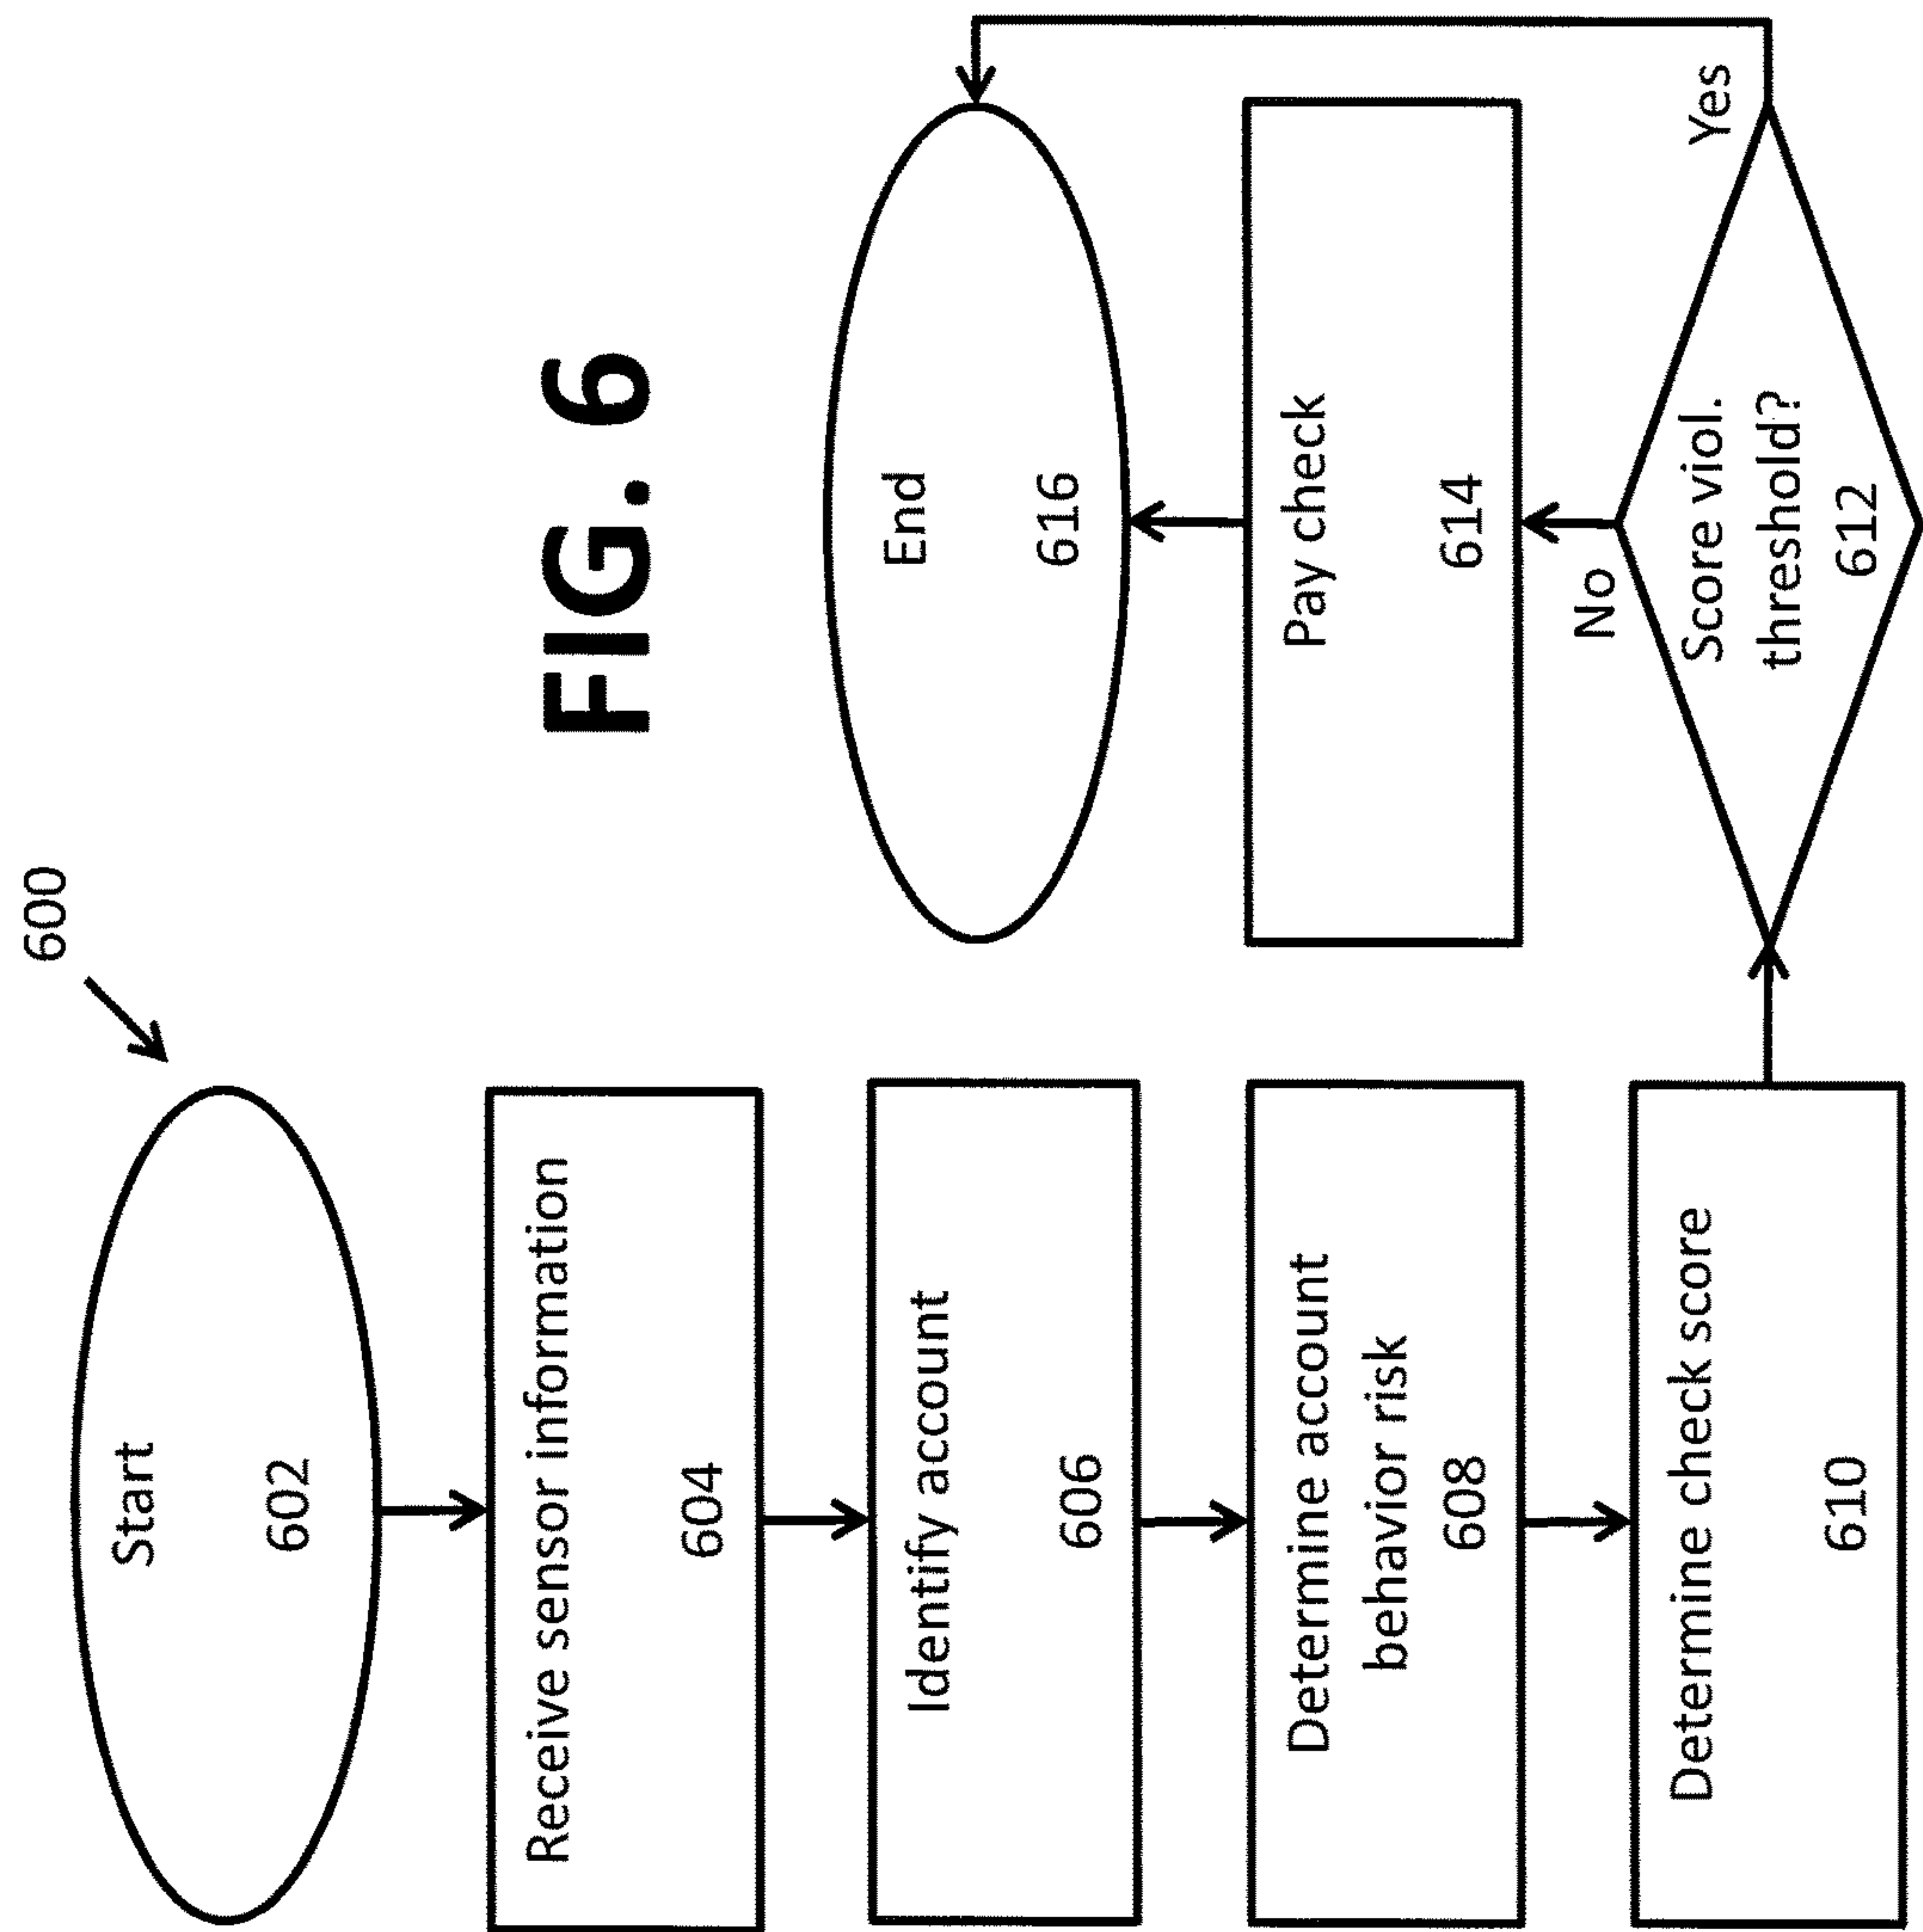 600
Start
602
Receive sensor information
604
Identify account
606
Determine account
behavior risk
608
Determine check score
610
FIG. 6
End
616
Pay check
614
No
Score viol.
threshold?
612
Yes